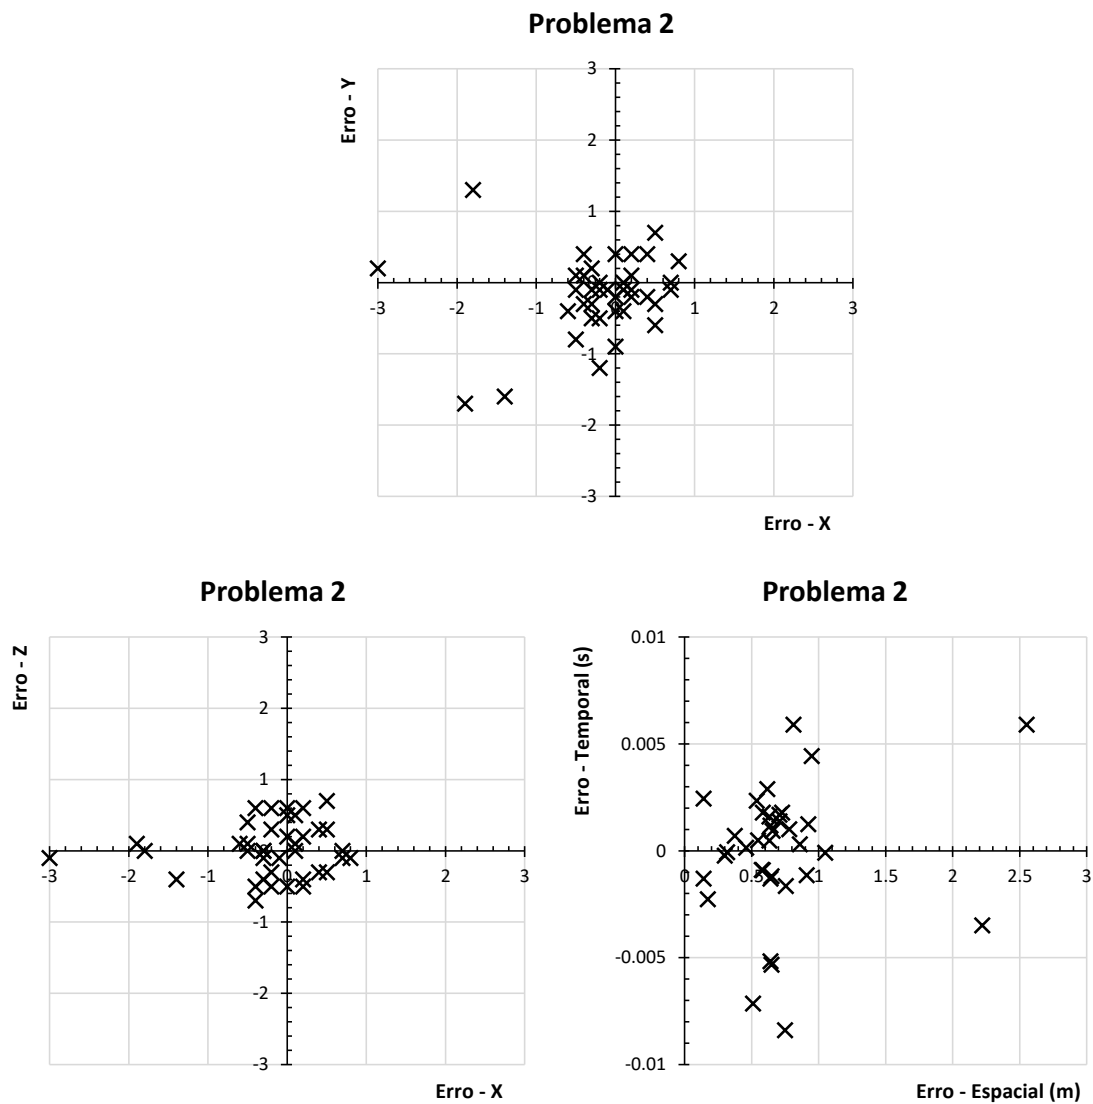 Problema 2
Erro - Y
3
2
1
-3 -2 -1 0 1 2 3
-1
-2
-3
Erro - X
Problema 2
Erro - Z
3
2
1
0
-3 -2 -1 0 1 2 3
-1
-2
-3
Erro - X
Problema 2
Erro - Temporal (s)
0.01
0.005
0
0 0.5 1 1.5 2 2.5 3
-0.005
-0.01
Erro - Espacial (m)